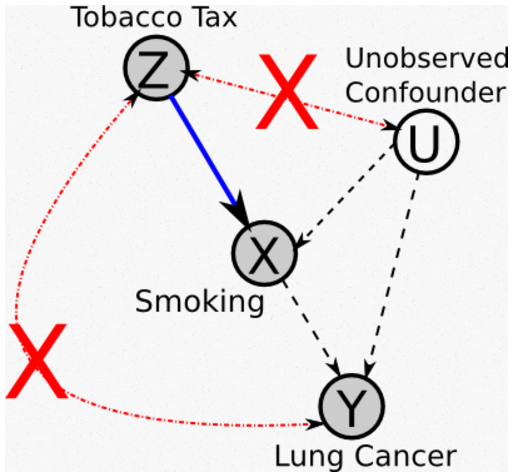 Tobacco Tax
Z
X
Unobserved
Confounder
U
X
Smoking
X
Y
Lung Cancer